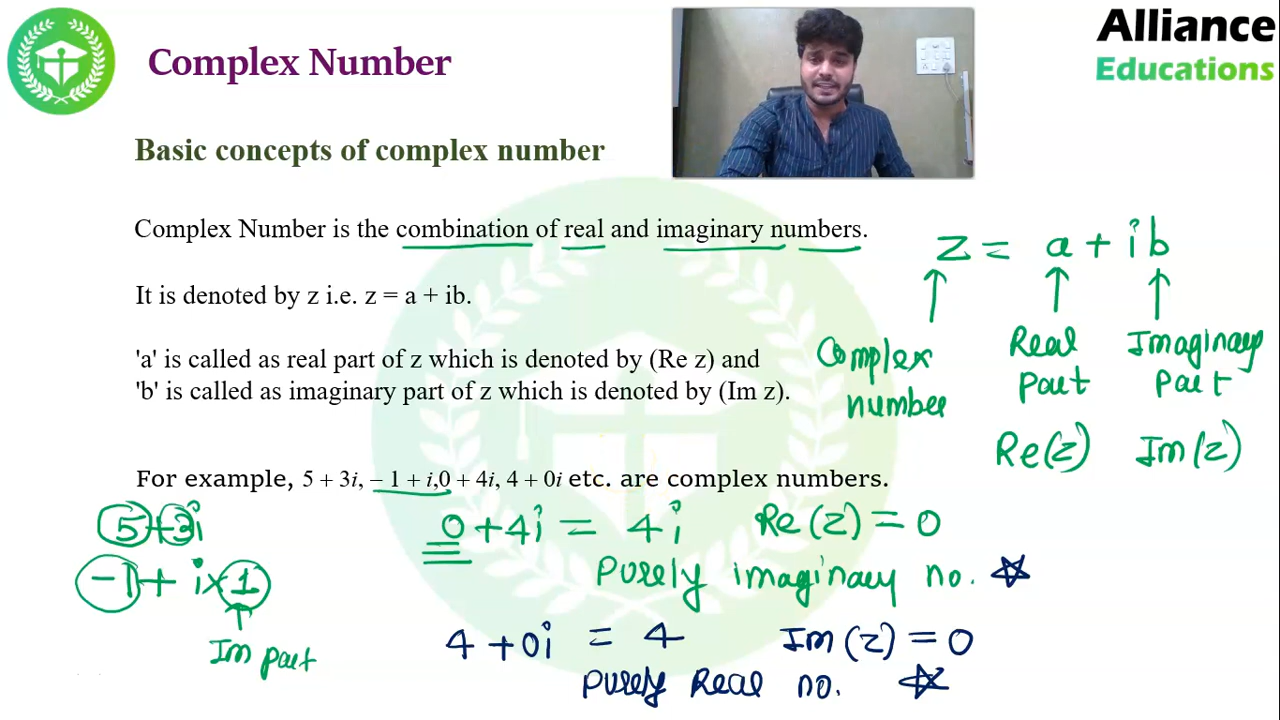 Complex Number
Alliance
Educations
Basic concepts of complex number
Complex Number is the combination of real and imaginary numbers.
It is denoted by z i.e. z = a + ib.
'a' is called as real part of z which is denoted by (Re z) and
'b' is called as imaginary part of z which is denoted by (Im z).
z = a + ib
Complex number
Real part
Imaginary part
Re(z)
Im(z)
For example, 5 + 3i, – 1 + i,0 + 4i, 4 + 0i etc. are complex numbers.
5+3i
-1+ i×1
Im part
0+4i = 4i Re(z)=0
Purely imaginary no.
4+0i = 4 Im(z)=0
Purely Real no.